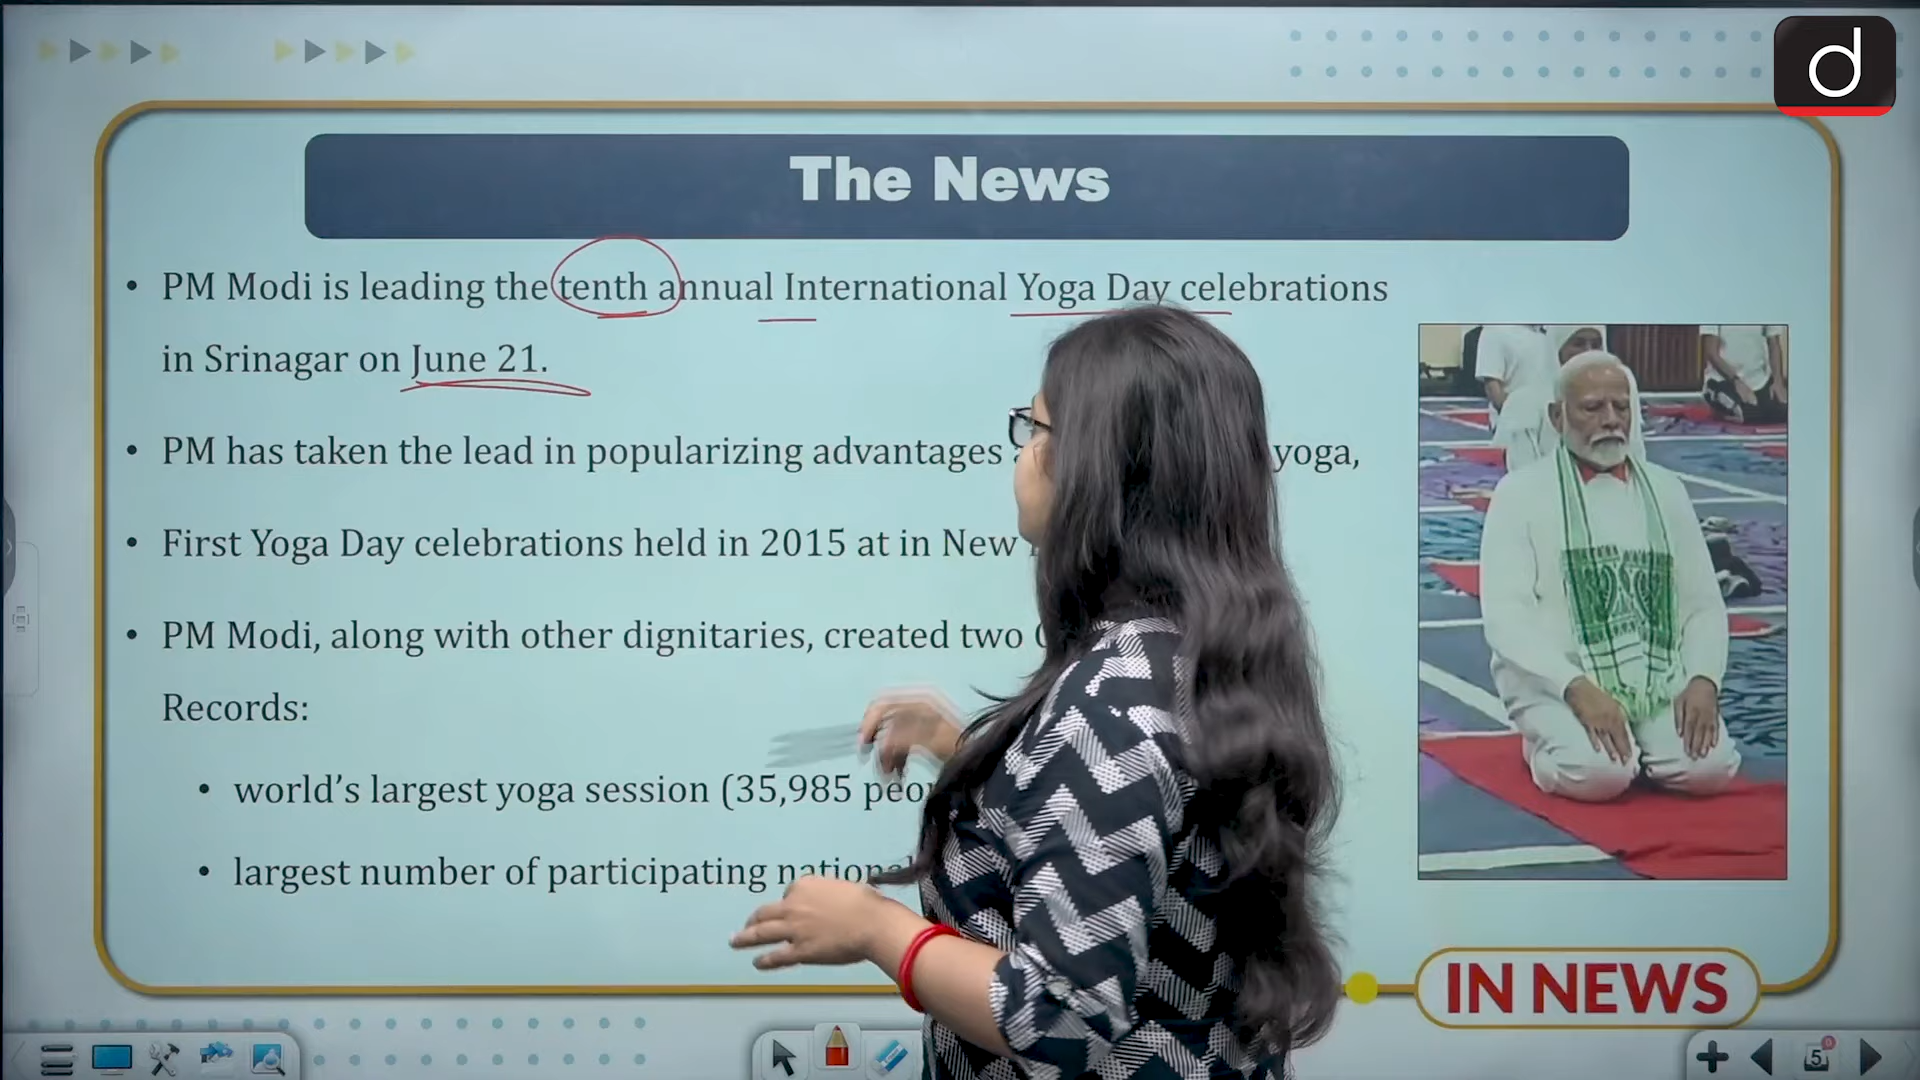 d
The News
• PM Modi is leading the tenth annual International Yoga Day celebrations
in Srinagar on June 21.
• PM has taken the lead in popularizing advantages yoga,
• First Yoga Day celebrations held in 2015 at in New
• PM Modi, along with other dignitaries, created two
Records:
• world's largest yoga session (35,985
• largest number of participating
IN NEWS
5